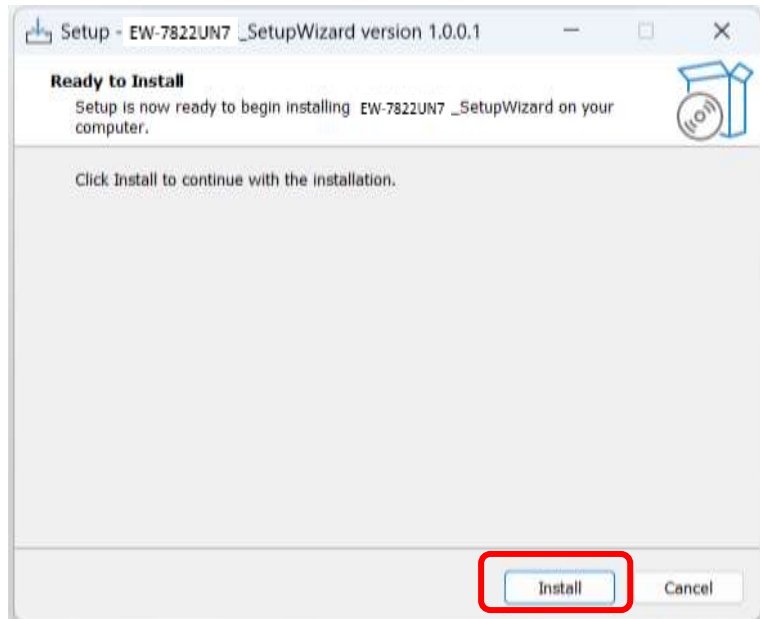 Setup - EW-7822UN7 _SetupWizard version 1.0.0.1
Ready to Install
Setup is now ready to begin installing EW-7822UN7 _SetupWizard on your
computer.
Click Install to continue with the installation.
Install Cancel